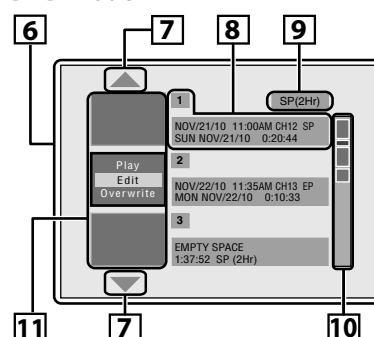 6
7
8
9
1
SP(2Hr)
NOV/21/10 11:00AM CH12 SP
SUN NOV/21/10 0:20:44
Play
Edit
Overwrite
2
NOV/22/10 11:35AM CH13 EP
MON NOV/22/10 0:10:33
3
EMPTY SPACE
1:37:52 SP (2Hr)
11
7
10